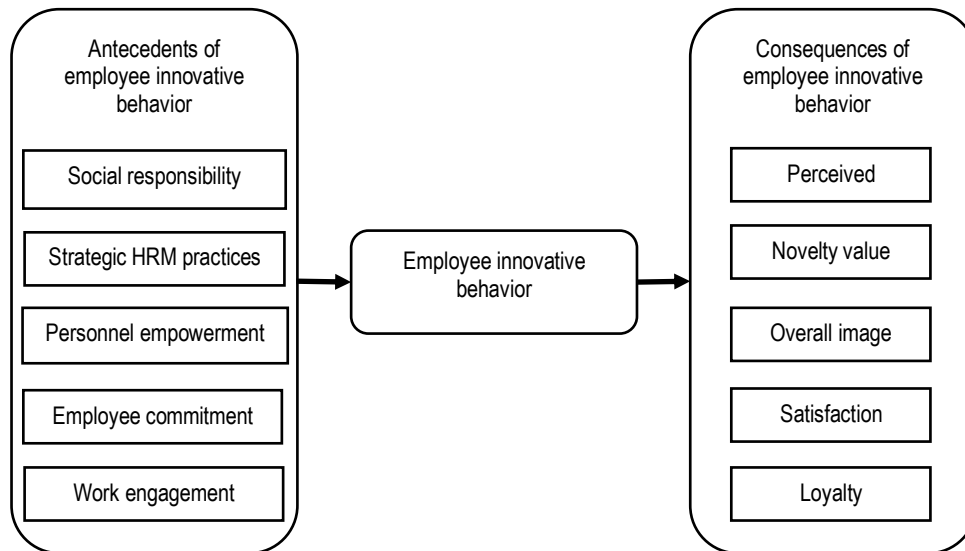 Antecedents of
employee innovative
behavior
Social responsibility
Strategic HRM practices
Personnel empowerment
Employee commitment
Work engagement
Employee innovative
behavior
Consequences of
employee innovative
behavior
Perceived
Novelty value
Overall image
Satisfaction
Loyalty